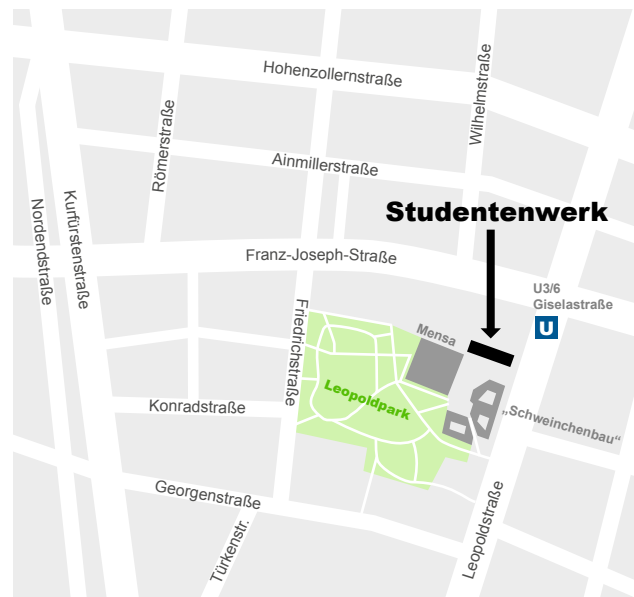 Hohenzollernstraße
Wilhelmstraße
Römerstraße
Ainmillerstraße
Nordendstraße
Kurfürstenstraße
Studentenwerk
Franz-Joseph-Straße
U3/6
Giselastraße
U
Friedrichstraße
Mensa
Leopoldpark
Konradstraße
„Schweinchenbau“
Georgenstraße
Türkenstr.
Leopoldstraße